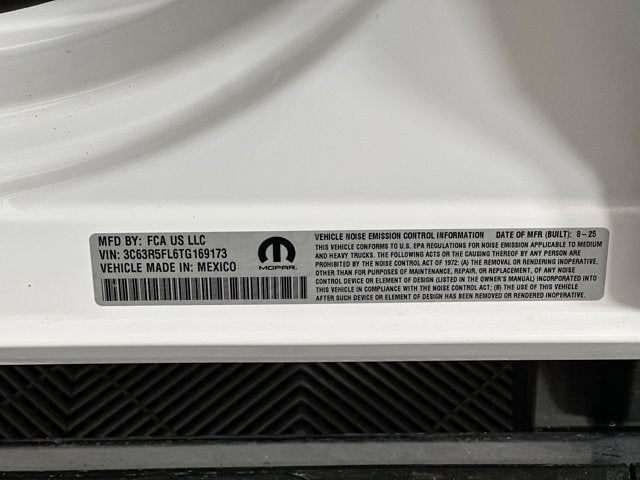 MFD BY: FCA US LLC
VIN: 3C63R5FL6TG169173
VEHICLE MADE IN: MEXICO
MOPAR.
VEHICLE NOISE EMISSION CONTROL INFORMATION DATE OF MFR (BUILT): 8-25
THIS VEHICLE CONFORMS TO U.S. EPA REGULATIONS FOR NOISE EMISSION APPLICABLE TO MEDIUM
AND HEAVY TRUCKS. THE FOLLOWING ACTS OR THE CAUSING THEREOF BY ANY PERSON ARE
PROHIBITED BY THE NOISE CONTROL ACT OF 1972: (A) THE REMOVAL OR RENDERING INOPERATIVE,
OTHER THAN FOR PURPOSES OF MAINTENANCE, REPAIR, OR REPLACEMENT, OF ANY NOISE
CONTROL DEVICE OR ELEMENT OF DESIGN (LISTED IN THE OWNER'S MANUAL) INCORPORATED INTO
THIS VEHICLE IN COMPLIANCE WITH THE NOISE CONTROL ACT; (B) THE USE OF THIS VEHICLE
AFTER SUCH DEVICE OR ELEMENT OF DESIGN HAS BEEN REMOVED OR RENDERED INOPERATIVE.